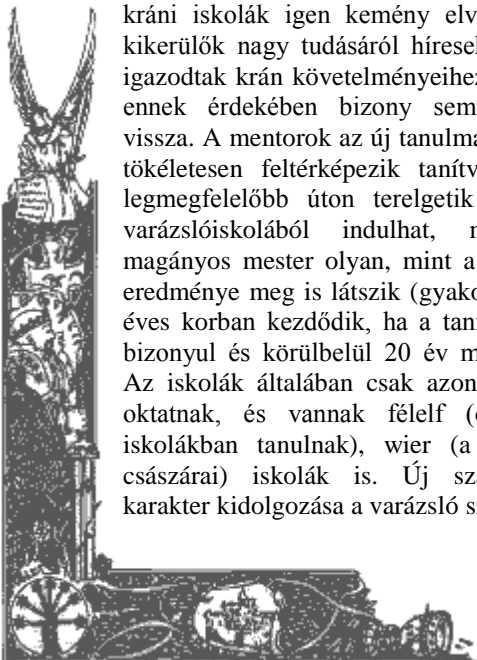 kráni iskolák igen kemény elv
kikerülők nagy tudásáról hírese
igazodtak krán követelményeihez
ennek érdekében bizony sem
vissza. A mentorok az új tanulmá
tökéletesen feltérképezik tanítv
legmegfelelőbb úton terelgetik
varázslóiskolából indulhat, n
magányos mester olyan, mint a
eredménye meg is látszik (gyako
éves korban kezdődik, ha a tani
bizonyul és körülbelül 20 év m
Az iskolák általában csak azon
oktatnak, és vannak félelf (
iskolákban tanulnak), wier (a
császárai) iskolák is. Új sz
karakter kidolgozása a varázsló s